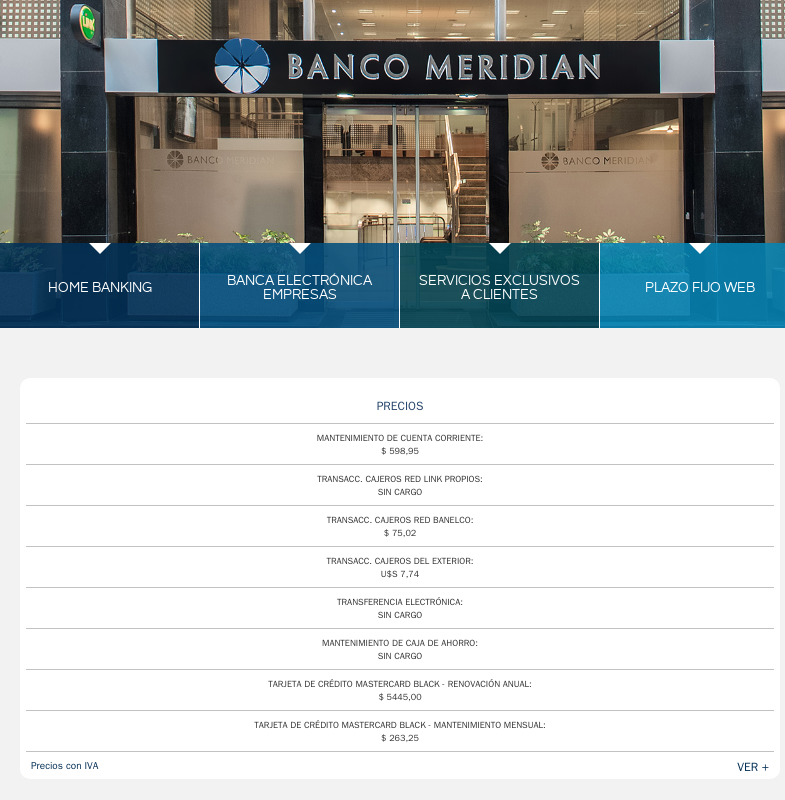 LINK
BANCO MERIDIAN
BANCO MERIDIAN
BANCO MERIDIAN
HOME BANKING
BANCA ELECTRÓNICA
EMPRESAS
SERVICIOS EXCLUSIVOS
A CLIENTES
PLAZO FIJO WEB
PRECIOS
MANTENIMIENTO DE CUENTA CORRIENTE:
$ 598,95
TRANSACC. CAJEROS RED LINK PROPIOS:
SIN CARGO
TRANSACC. CAJEROS RED BANELCO:
$ 75,02
TRANSACC. CAJEROS DEL EXTERIOR:
U$S 7,74
TRANSFERENCIA ELECTRÓNICA:
SIN CARGO
MANTENIMIENTO DE CAJA DE AHORRO:
SIN CARGO
TARJETA DE CRÉDITO MASTERCARD BLACK - RENOVACIÓN ANUAL:
$ 5445,00
TARJETA DE CRÉDITO MASTERCARD BLACK - MANTENIMIENTO MENSUAL:
$ 263,25
Precios con IVA
VER +